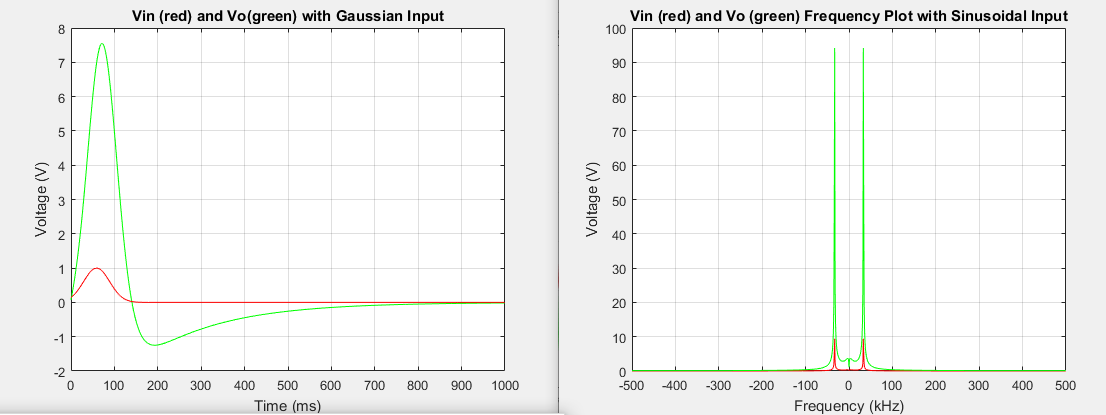 Vin (red) and Vo(green) with Gaussian Input
8
7
6
5
4
3
2
1
0
-1
-2
Voltage (V)
0 100 200 300 400 500 600 700 800 900 1000
Time (ms)
Vin (red) and Vo (green) Frequency Plot with Sinusoidal Input
100
90
80
70
60
50
40
30
20
10
0
Voltage (V)
-500 -400 -300 -200 -100 0 100 200 300 400 500
Frequency (kHz)